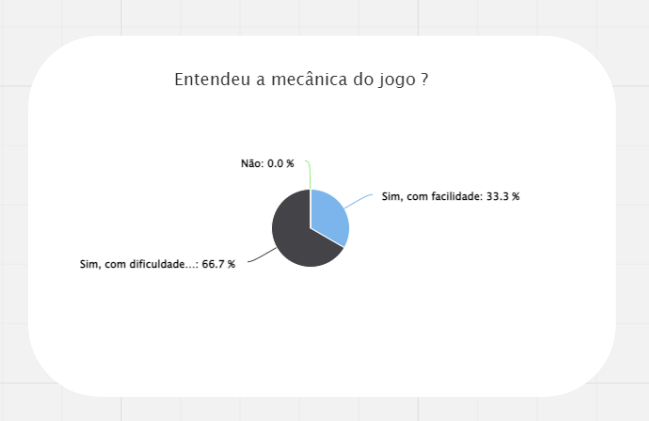 Entendeu a mecânica do jogo ?
Não: 0.0 %
Sim, com facilidade: 33.3 %
Sim, com dificuldade...: 66.7 %